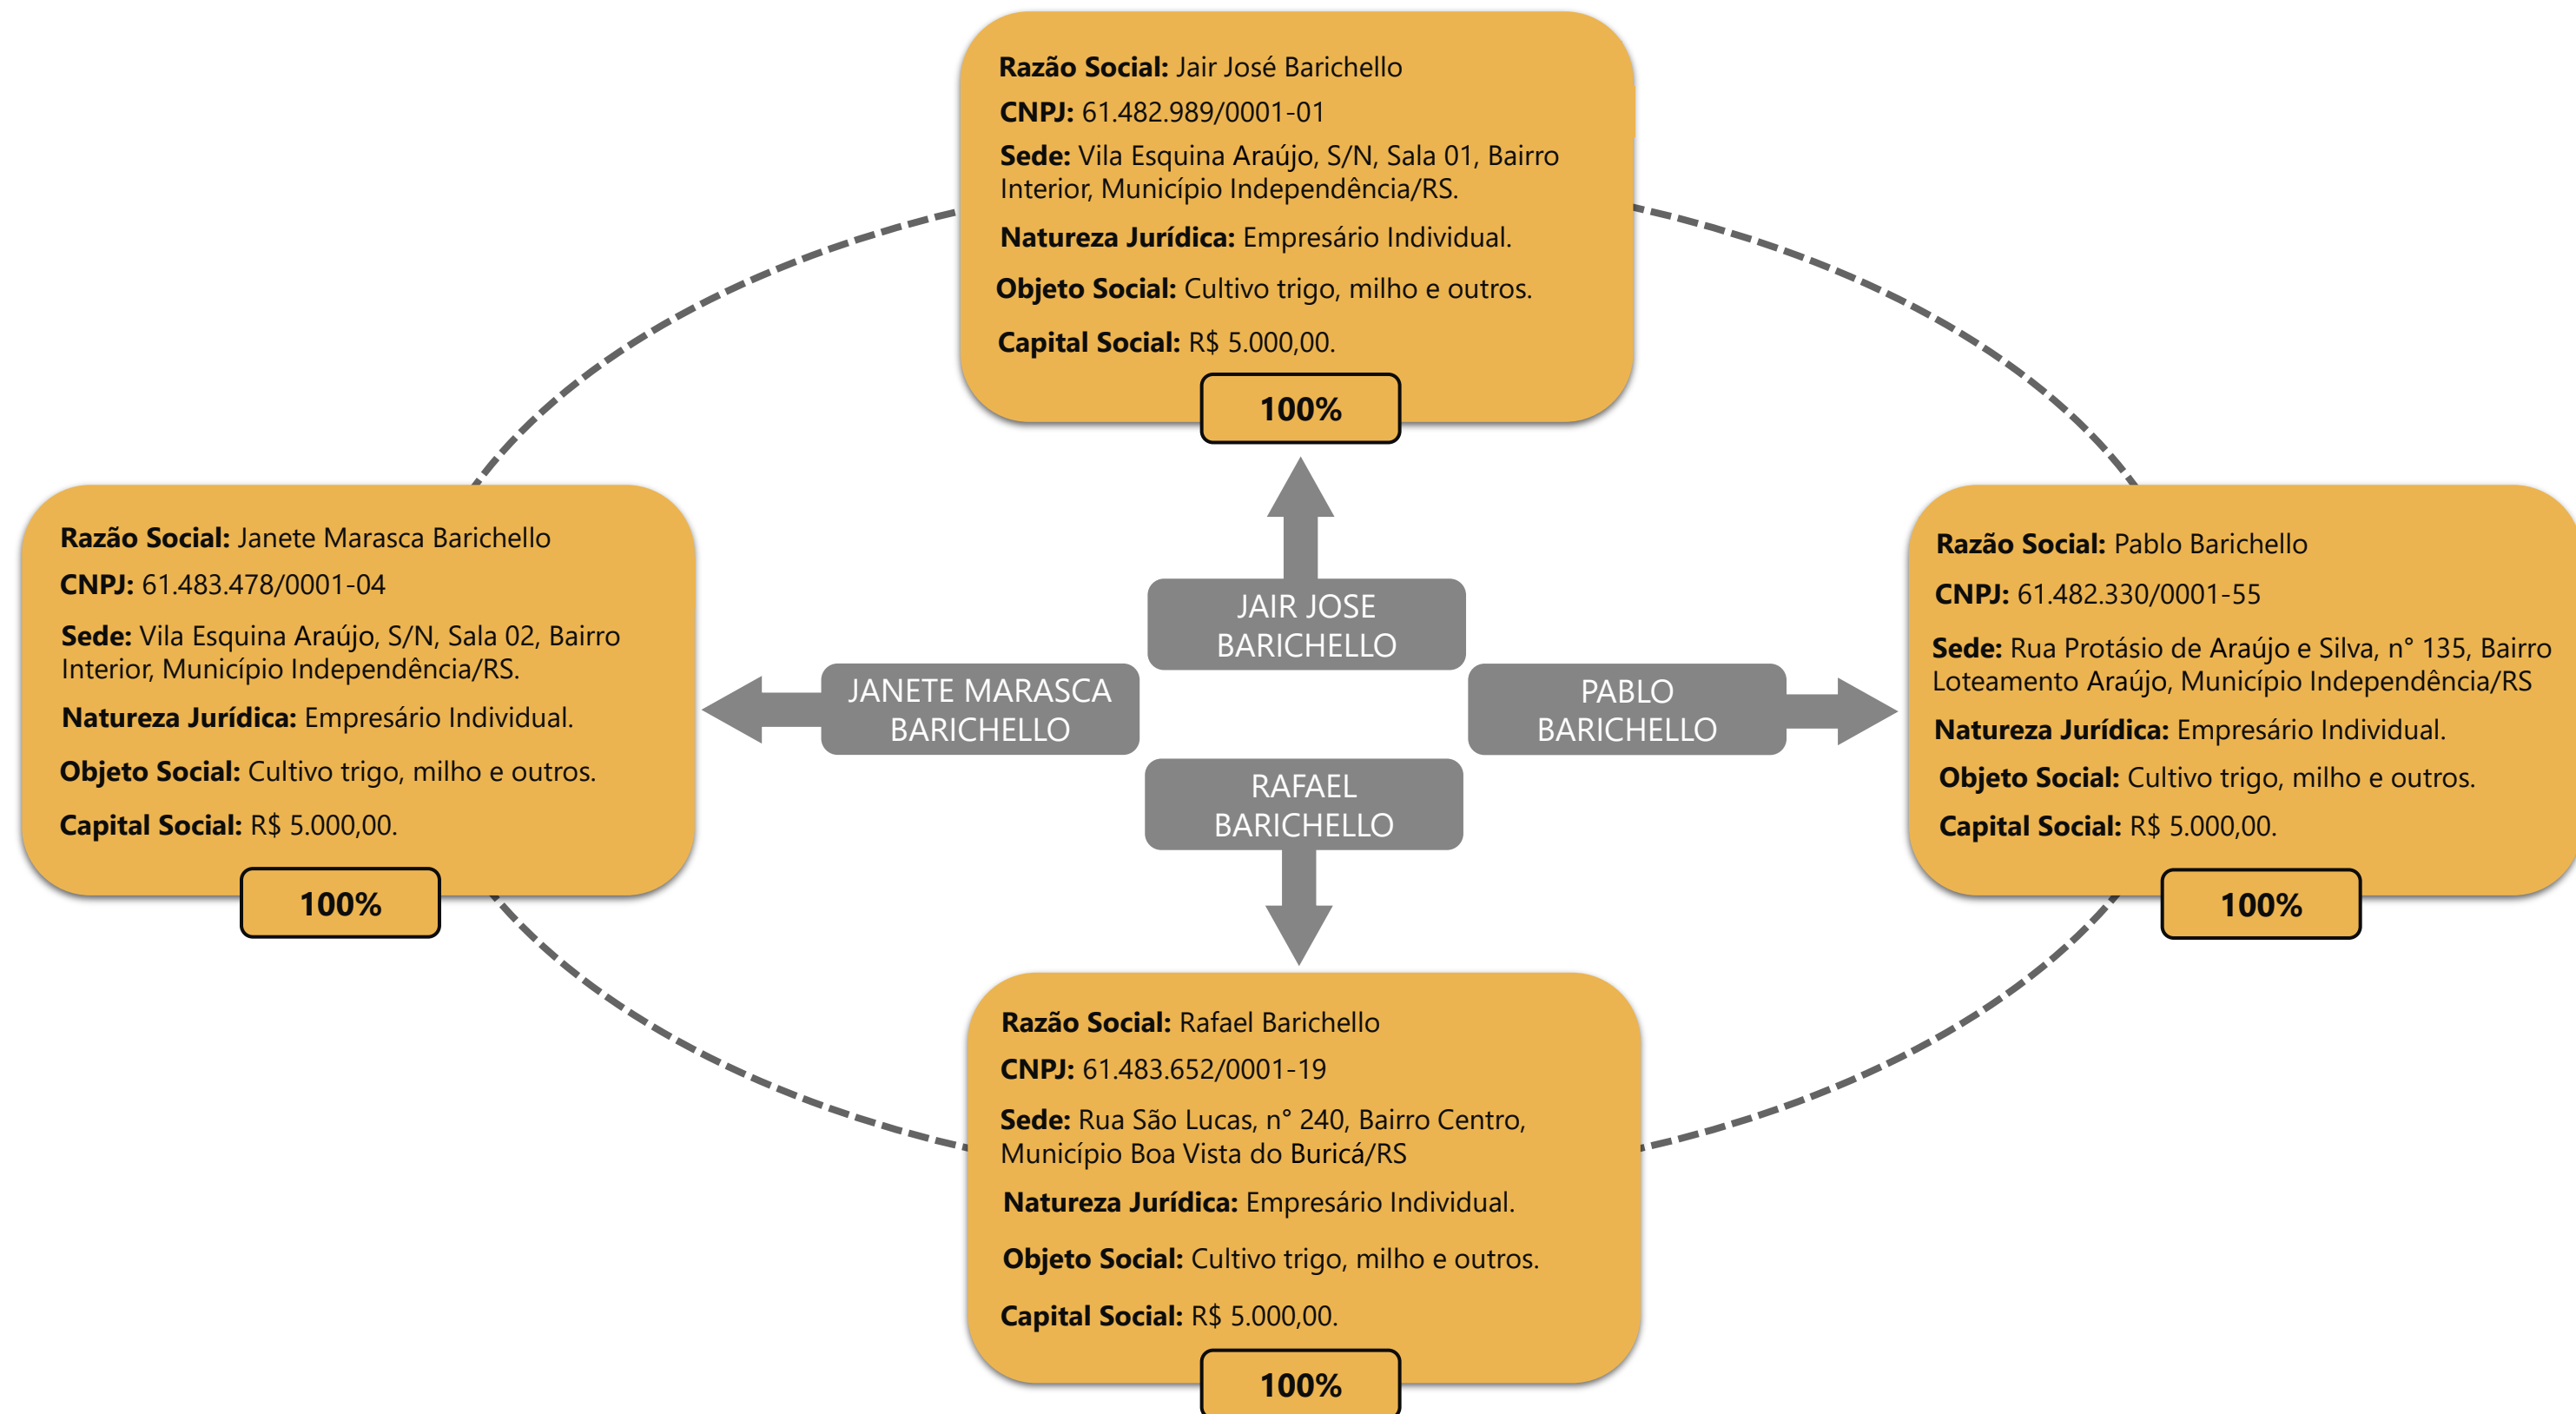 Razão Social: Jair José Barichello
CNPJ: 61.482.989/0001-01
Sede: Vila Esquina Araújo, S/N, Sala 01, Bairro
Interior, Município Independência/RS.
Natureza Jurídica: Empresário Individual.
Objeto Social: Cultivo trigo, milho e outros.
Capital Social: R$ 5.000,00.
100%
Razão Social: Janete Marasca Barichello
CNPJ: 61.483.478/0001-04
Sede: Vila Esquina Araújo, S/N, Sala 02, Bairro
Interior, Município Independência/RS.
Natureza Jurídica: Empresário Individual.
Objeto Social: Cultivo trigo, milho e outros.
Capital Social: R$ 5.000,00.
100%
JAIR JOSE
BARICHELLO
JANETE MARASCA
BARICHELLO
PABLO
BARICHELLO
RAFAEL
BARICHELLO
Razão Social: Pablo Barichello
CNPJ: 61.482.330/0001-55
Sede: Rua Protásio de Araújo e Silva, n° 135, Bairro
Loteamento Araújo, Município Independência/RS
Natureza Jurídica: Empresário Individual.
Objeto Social: Cultivo trigo, milho e outros.
Capital Social: R$ 5.000,00.
100%
Razão Social: Rafael Barichello
CNPJ: 61.483.652/0001-19
Sede: Rua São Lucas, n° 240, Bairro Centro,
Município Boa Vista do Buricá/RS
Natureza Jurídica: Empresário Individual.
Objeto Social: Cultivo trigo, milho e outros.
Capital Social: R$ 5.000,00.
100%